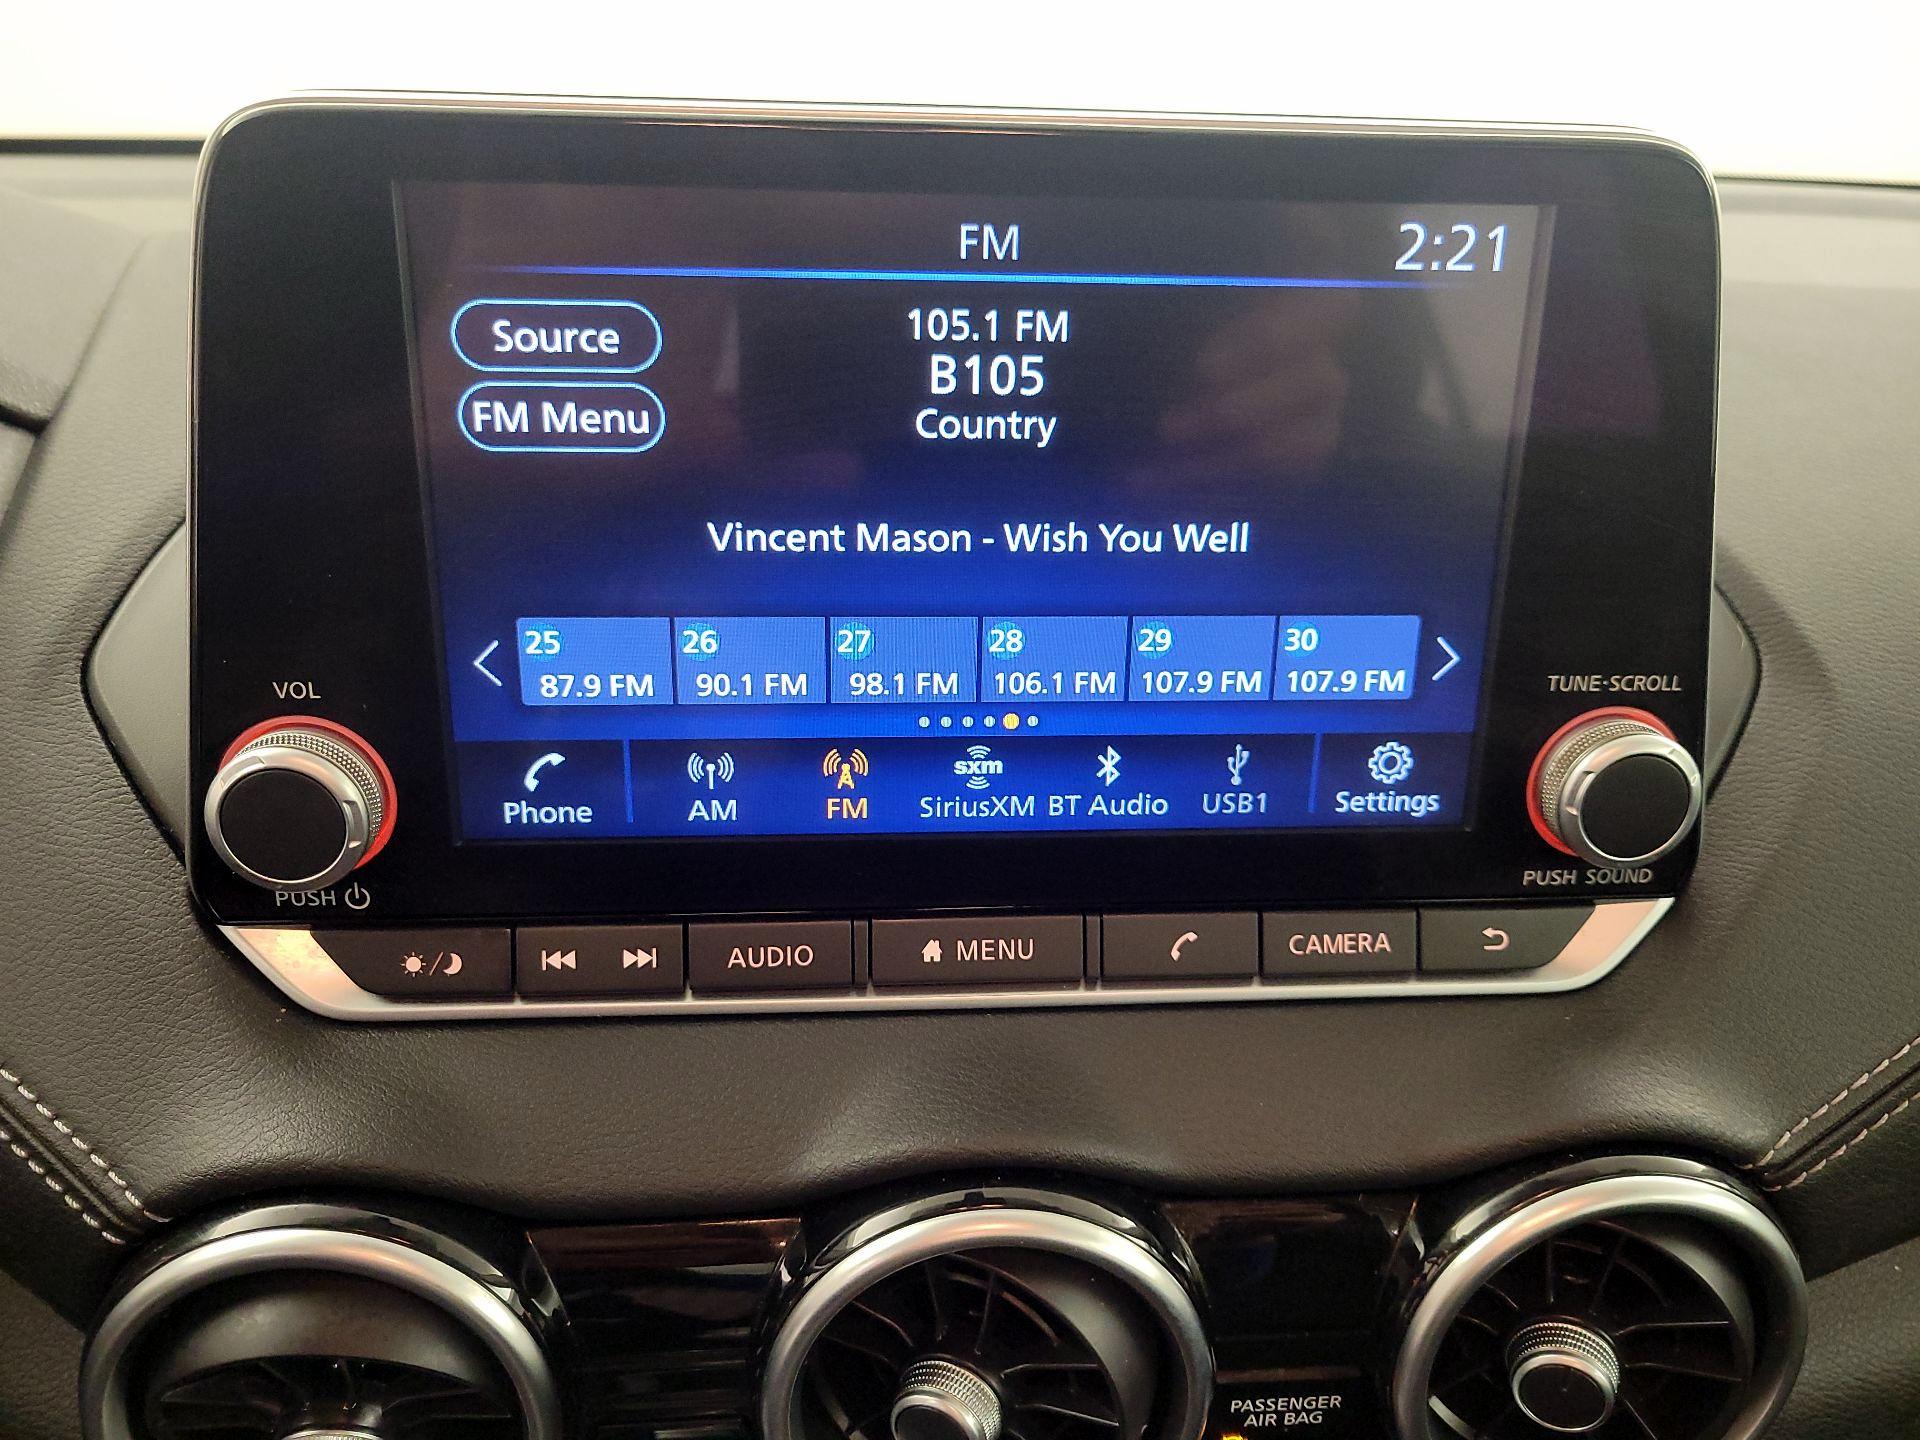 FM
2:21
Source
105.1 FM
B105
FM Menu
Country
Vincent Mason - Wish You Well
25 26 27 28 29 30
87.9 FM 90.1 FM 98.1 FM 106.1 FM 107.9 FM 107.9 FM
VOL
TUNE·SCROLL
sxm
Phone AM FM SiriusXM BT Audio USB1 Settings
PUSH
PUSH SOUND
AUDIO MENU CAMERA
PASSENGER
AIR BAG